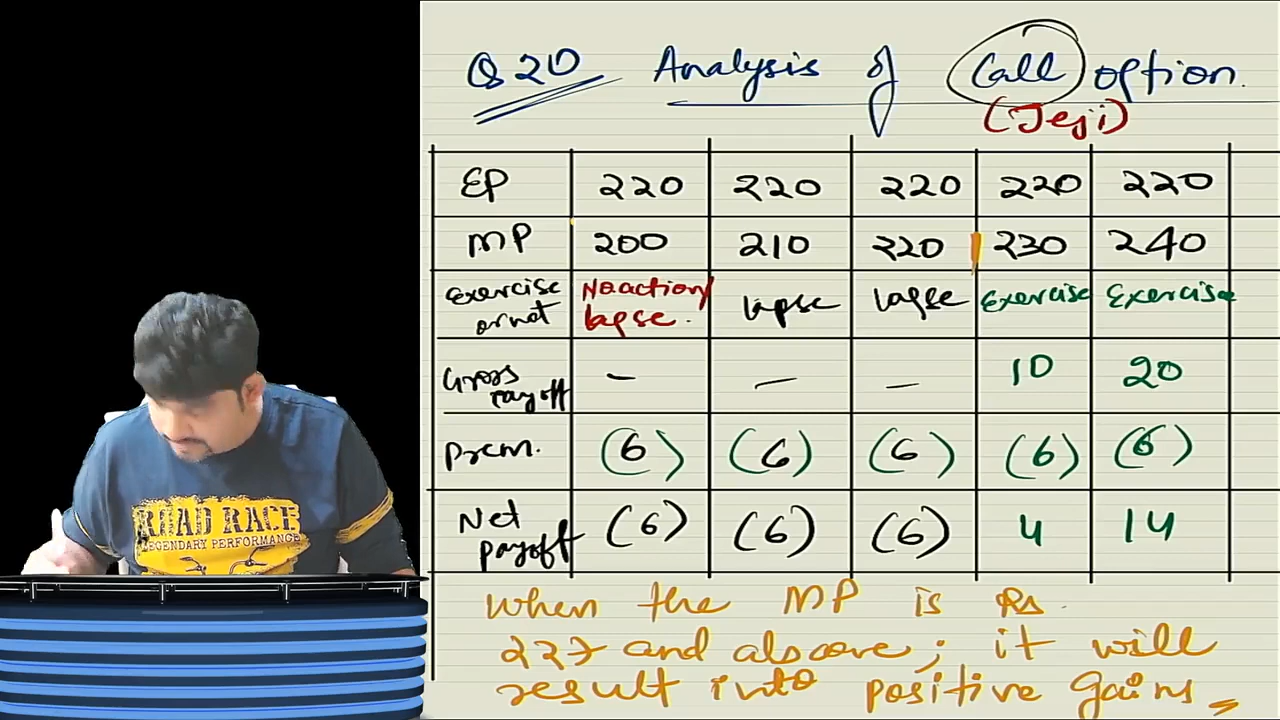 Q 20 Analysis of Call option.
(Teji)
EP 220 220 220 220 220
MP 200 210 220 230 240
Exercise or not No action/ lapse. lapse lapse Exercise Exercise
Gross Pay off — — — 10 20
Prem. (6) (6) (6) (6) (6)
Net payoff (6) (6) (6) 4 14
When the MP is Rs.
227 and above; it will
result into positive gains,
ROAD RACE
LEGENDARY PERFORMANCE